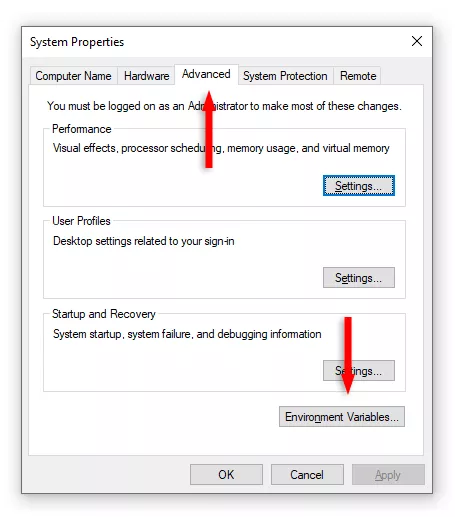 System Properties
Computer Name Hardware Advanced System Protection Remote
You must be logged on as an Administrator to make most of these changes.
Performance
Visual effects, processor scheduling, memory usage, and virtual memory
Settings...
User Profiles
Desktop settings related to your sign-in
Settings...
Startup and Recovery
System startup, system failure, and debugging information
Settings...
Environment Variables...
OK Cancel Apply